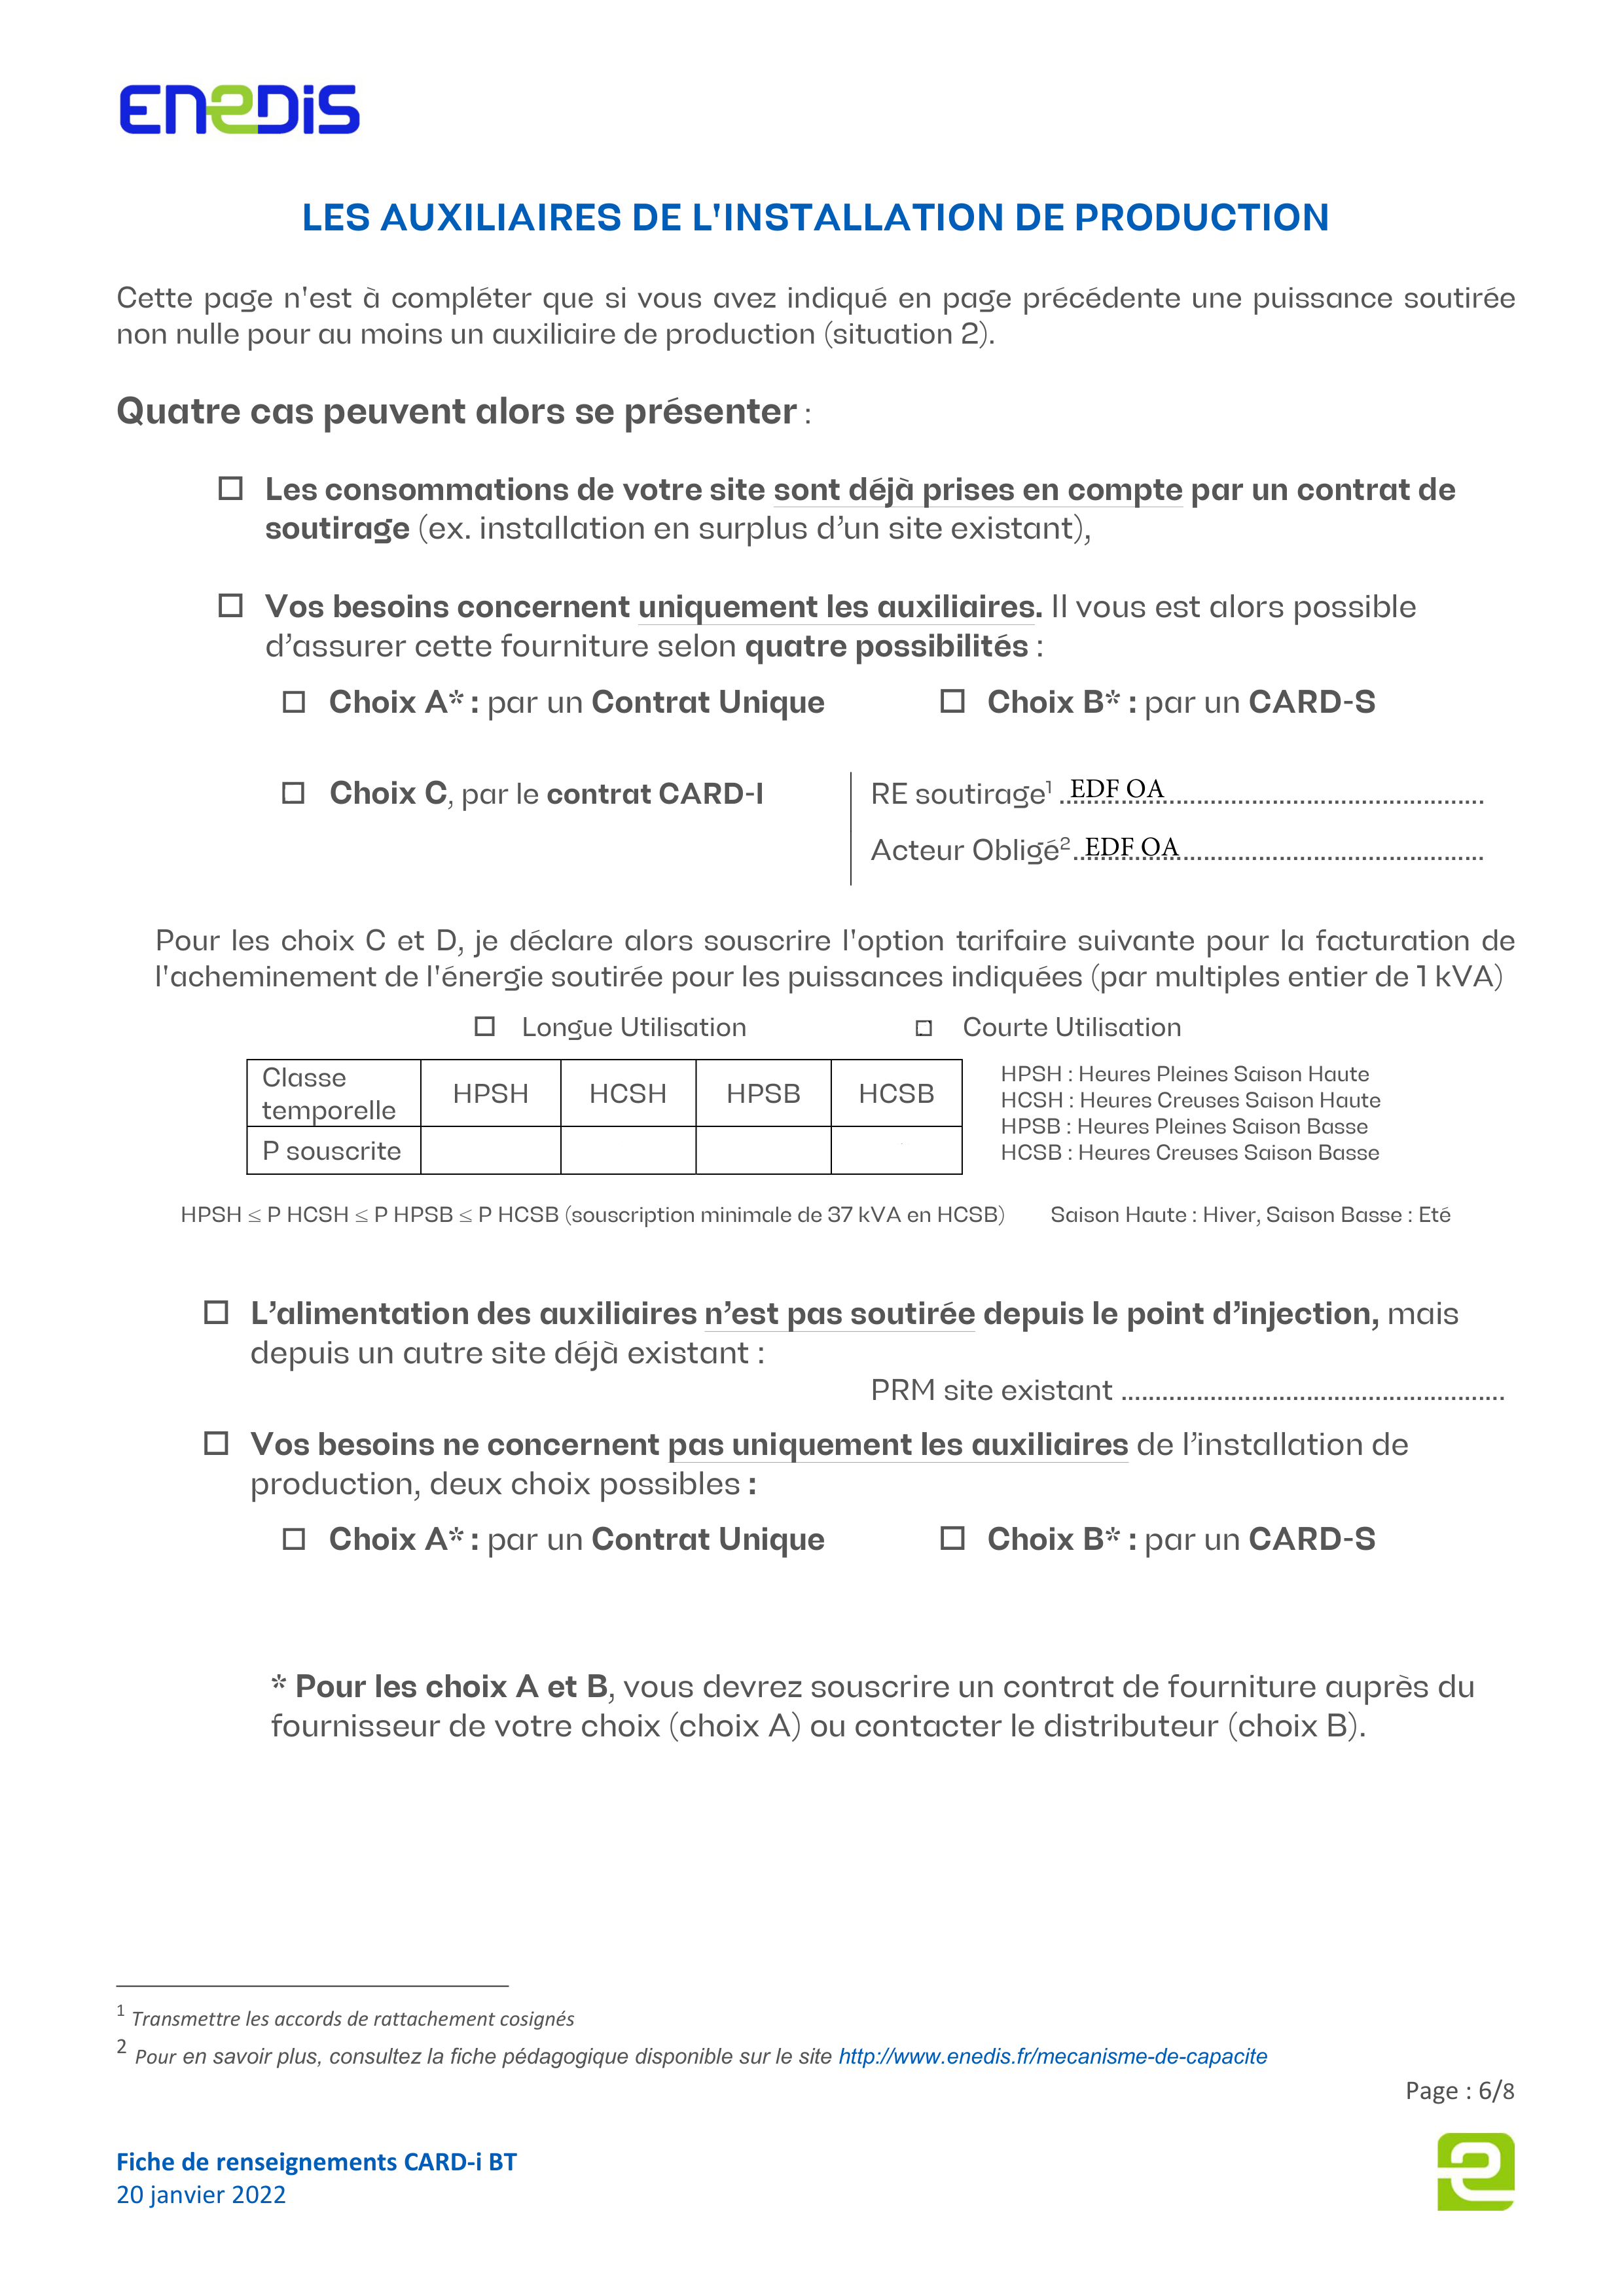 ENEDIS
LES AUXILIAIRES DE L'INSTALLATION DE PRODUCTION
Cette page n'est à compléter que si vous avez indiqué en page précédente une puissance soutirée
non nulle pour au moins un auxiliaire de production (situation 2).
Quatre cas peuvent alors se présenter :
☐ Les consommations de votre site sont déjà prises en compte par un contrat de
soutirage (ex. installation en surplus d’un site existant),
☐ Vos besoins concernent uniquement les auxiliaires. Il vous est alors possible
d’assurer cette fourniture selon quatre possibilités :
☐ Choix A* : par un Contrat Unique ☐ Choix B* : par un CARD-S
☐ Choix C, par le contrat CARD-I RE soutirage¹ EDF OA
Acteur Obligé² EDF OA
Pour les choix C et D, je déclare alors souscrire l'option tarifaire suivante pour la facturation de
l'acheminement de l'énergie soutirée pour les puissances indiquées (par multiples entier de 1 kVA)
☐ Longue Utilisation ☐ Courte Utilisation
Classe temporelle HPSH HCSH HPSB HCSB
P souscrite
HPSH : Heures Pleines Saison Haute
HCSH : Heures Creuses Saison Haute
HPSB : Heures Pleines Saison Basse
HCSB : Heures Creuses Saison Basse
HPSH ≤ P HCSH ≤ P HPSB ≤ P HCSB (souscription minimale de 37 kVA en HCSB) Saison Haute : Hiver, Saison Basse : Eté
☐ L’alimentation des auxiliaires n’est pas soutirée depuis le point d’injection, mais
depuis un autre site déjà existant :
PRM site existant ........................................................
☐ Vos besoins ne concernent pas uniquement les auxiliaires de l’installation de
production, deux choix possibles :
☐ Choix A* : par un Contrat Unique ☐ Choix B* : par un CARD-S
* Pour les choix A et B, vous devrez souscrire un contrat de fourniture auprès du
fournisseur de votre choix (choix A) ou contacter le distributeur (choix B).
1 Transmettre les accords de rattachement cosignés
2 Pour en savoir plus, consultez la fiche pédagogique disponible sur le site http://www.enedis.fr/mecanisme-de-capacite
Page : 6/8
Fiche de renseignements CARD-i BT
20 janvier 2022